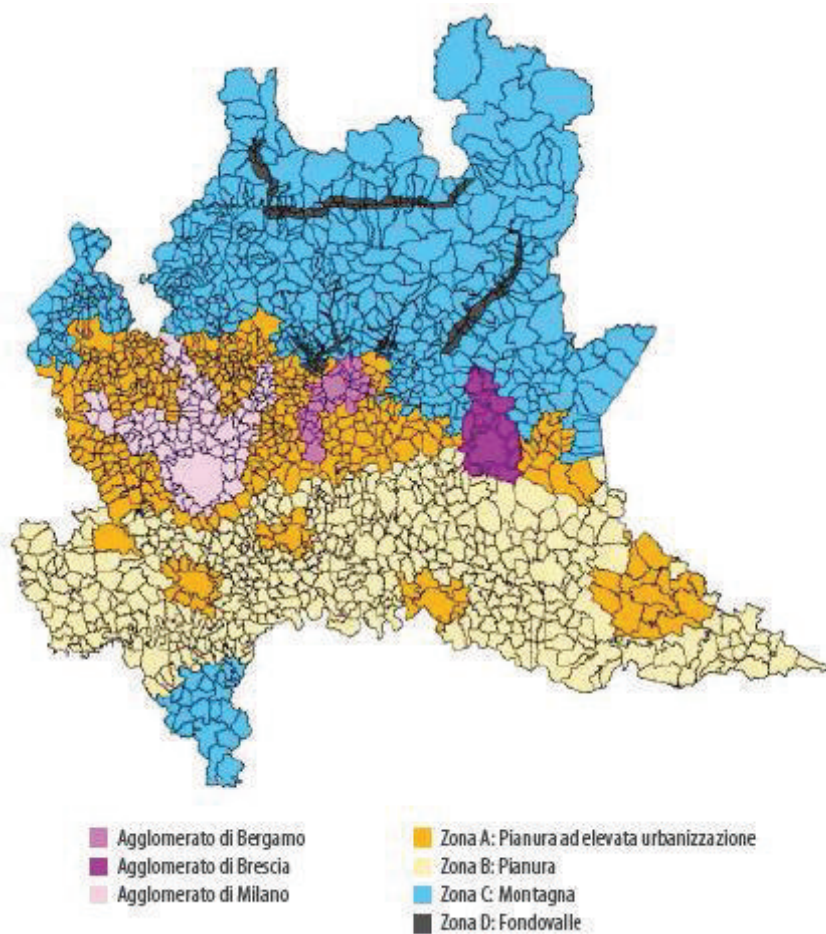 Agglomerato di Bergamo
Agglomerato di Brescia
Agglomerato di Milano
Zona A: Pianura ad elevata urbanizzazione
Zona B: Pianura
Zona C: Montagna
Zona D: Fondovalle